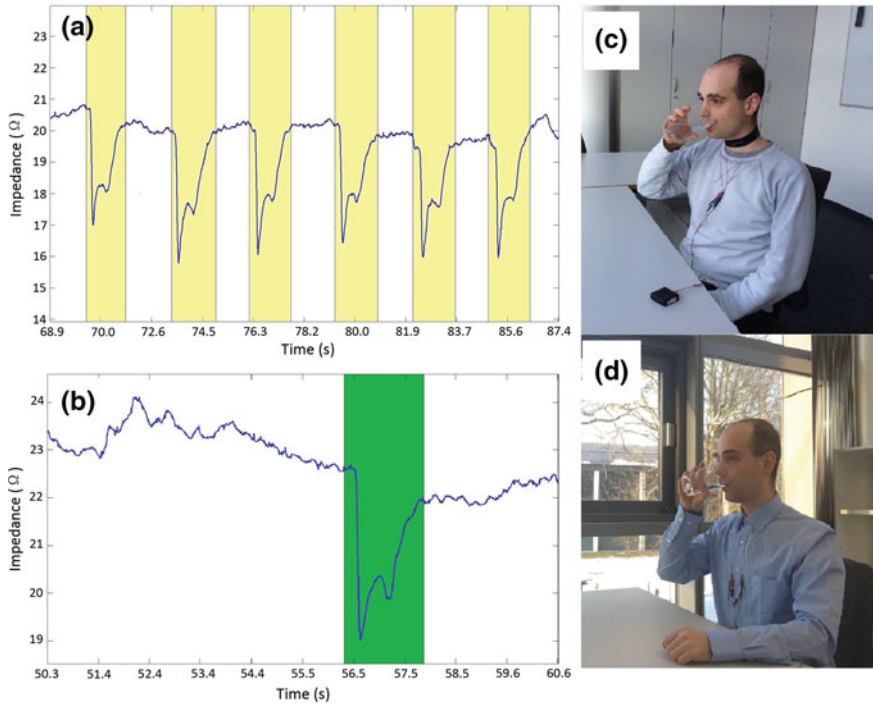 (a)
23
22
21
20
19
18
17
16
15
14
Impedance (Ω)
68.9 70.0 72.6 74.5 76.3 78.2 80.0 81.9 83.7 85.6 87.4
Time (s)
(b)
24
23
22
21
20
19
Impedance (Ω)
50.3 51.4 52.4 53.4 54.4 55.5 56.5 57.5 58.5 59.6 60.6
Time (s)
(c)
(d)